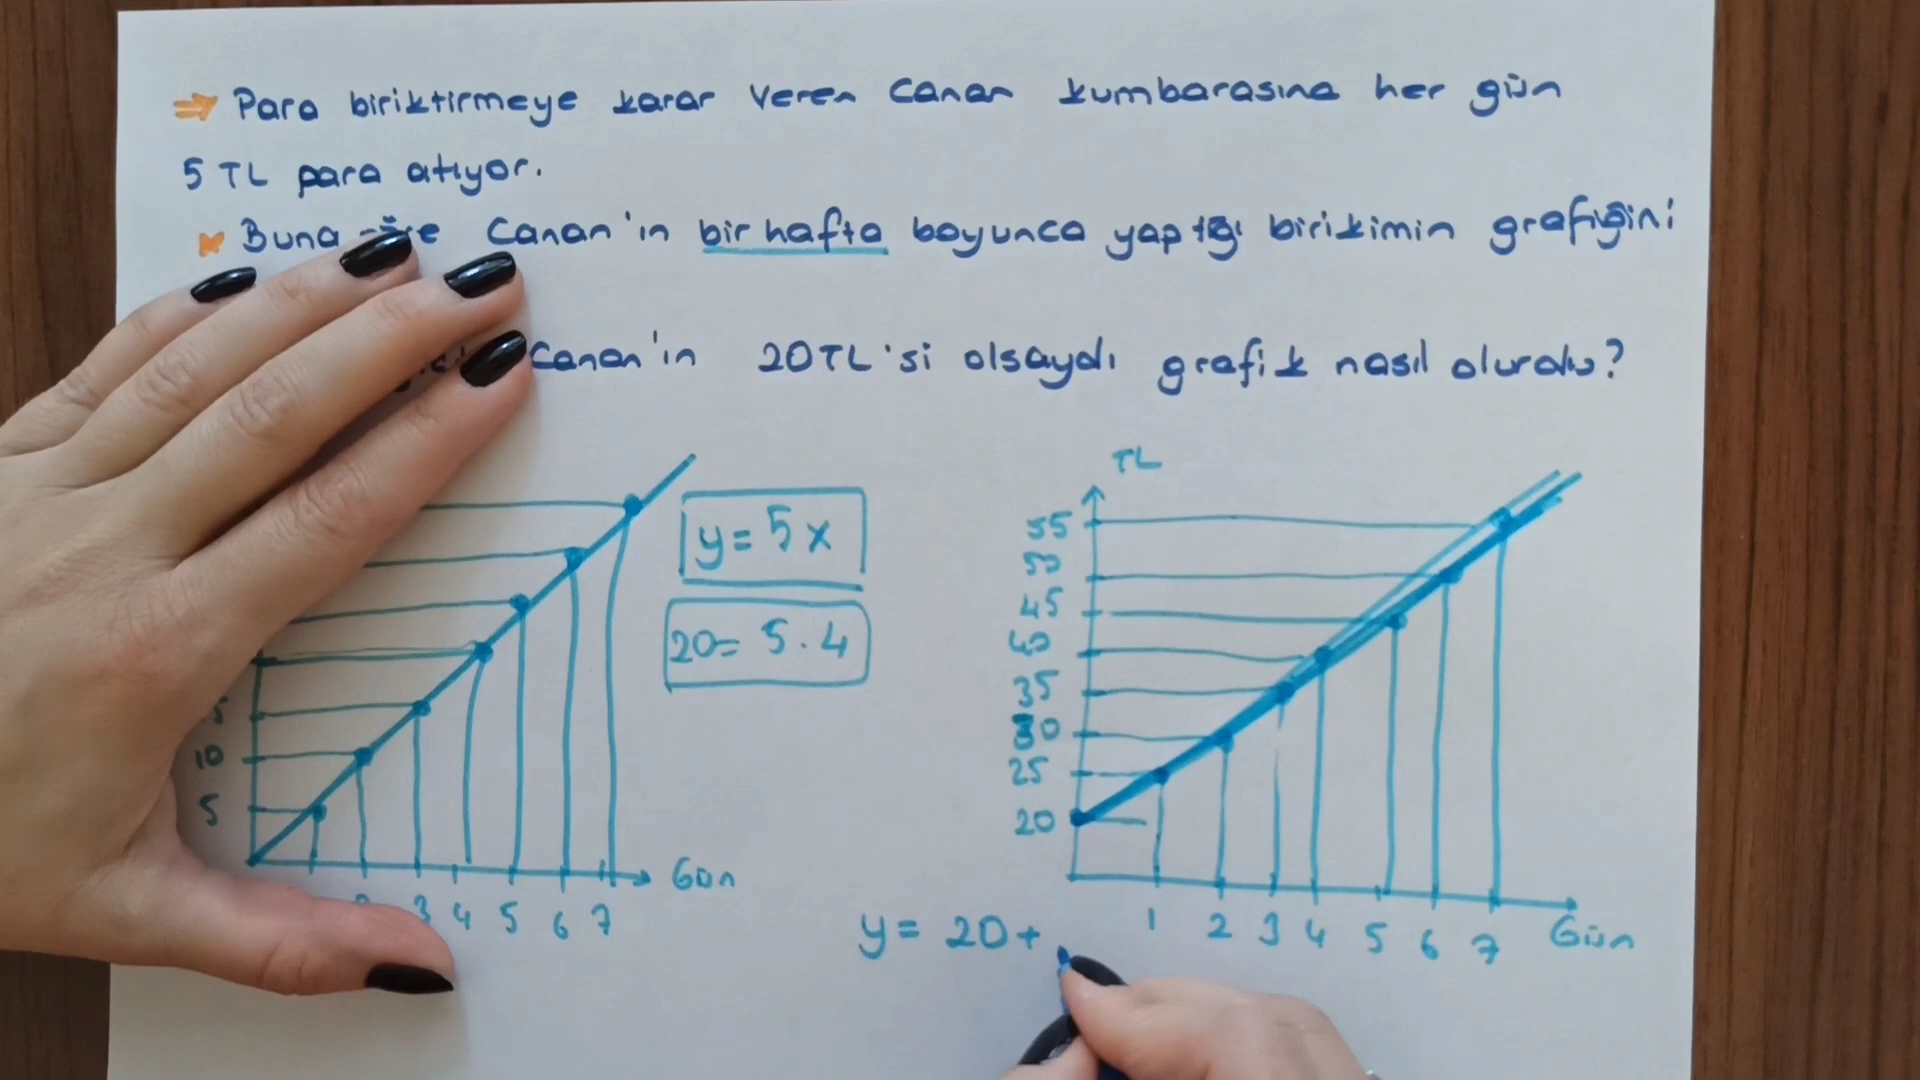 Para biriktirmeye karar veren Canan kumbarasına her gün
5 TL para atıyor.
Buna Canan'ın bir hafta boyunca yaptığı birikimin grafiğini
Canan'ın 20TL'si olsaydı grafik nasıl olurdu?
y = 5x
20 = 5.4
10
5
3 4 5 6 7
Gün
TL
55
50
45
40
35
30
25
20
1 2 3 4 5 6 7
Gün
y = 20+